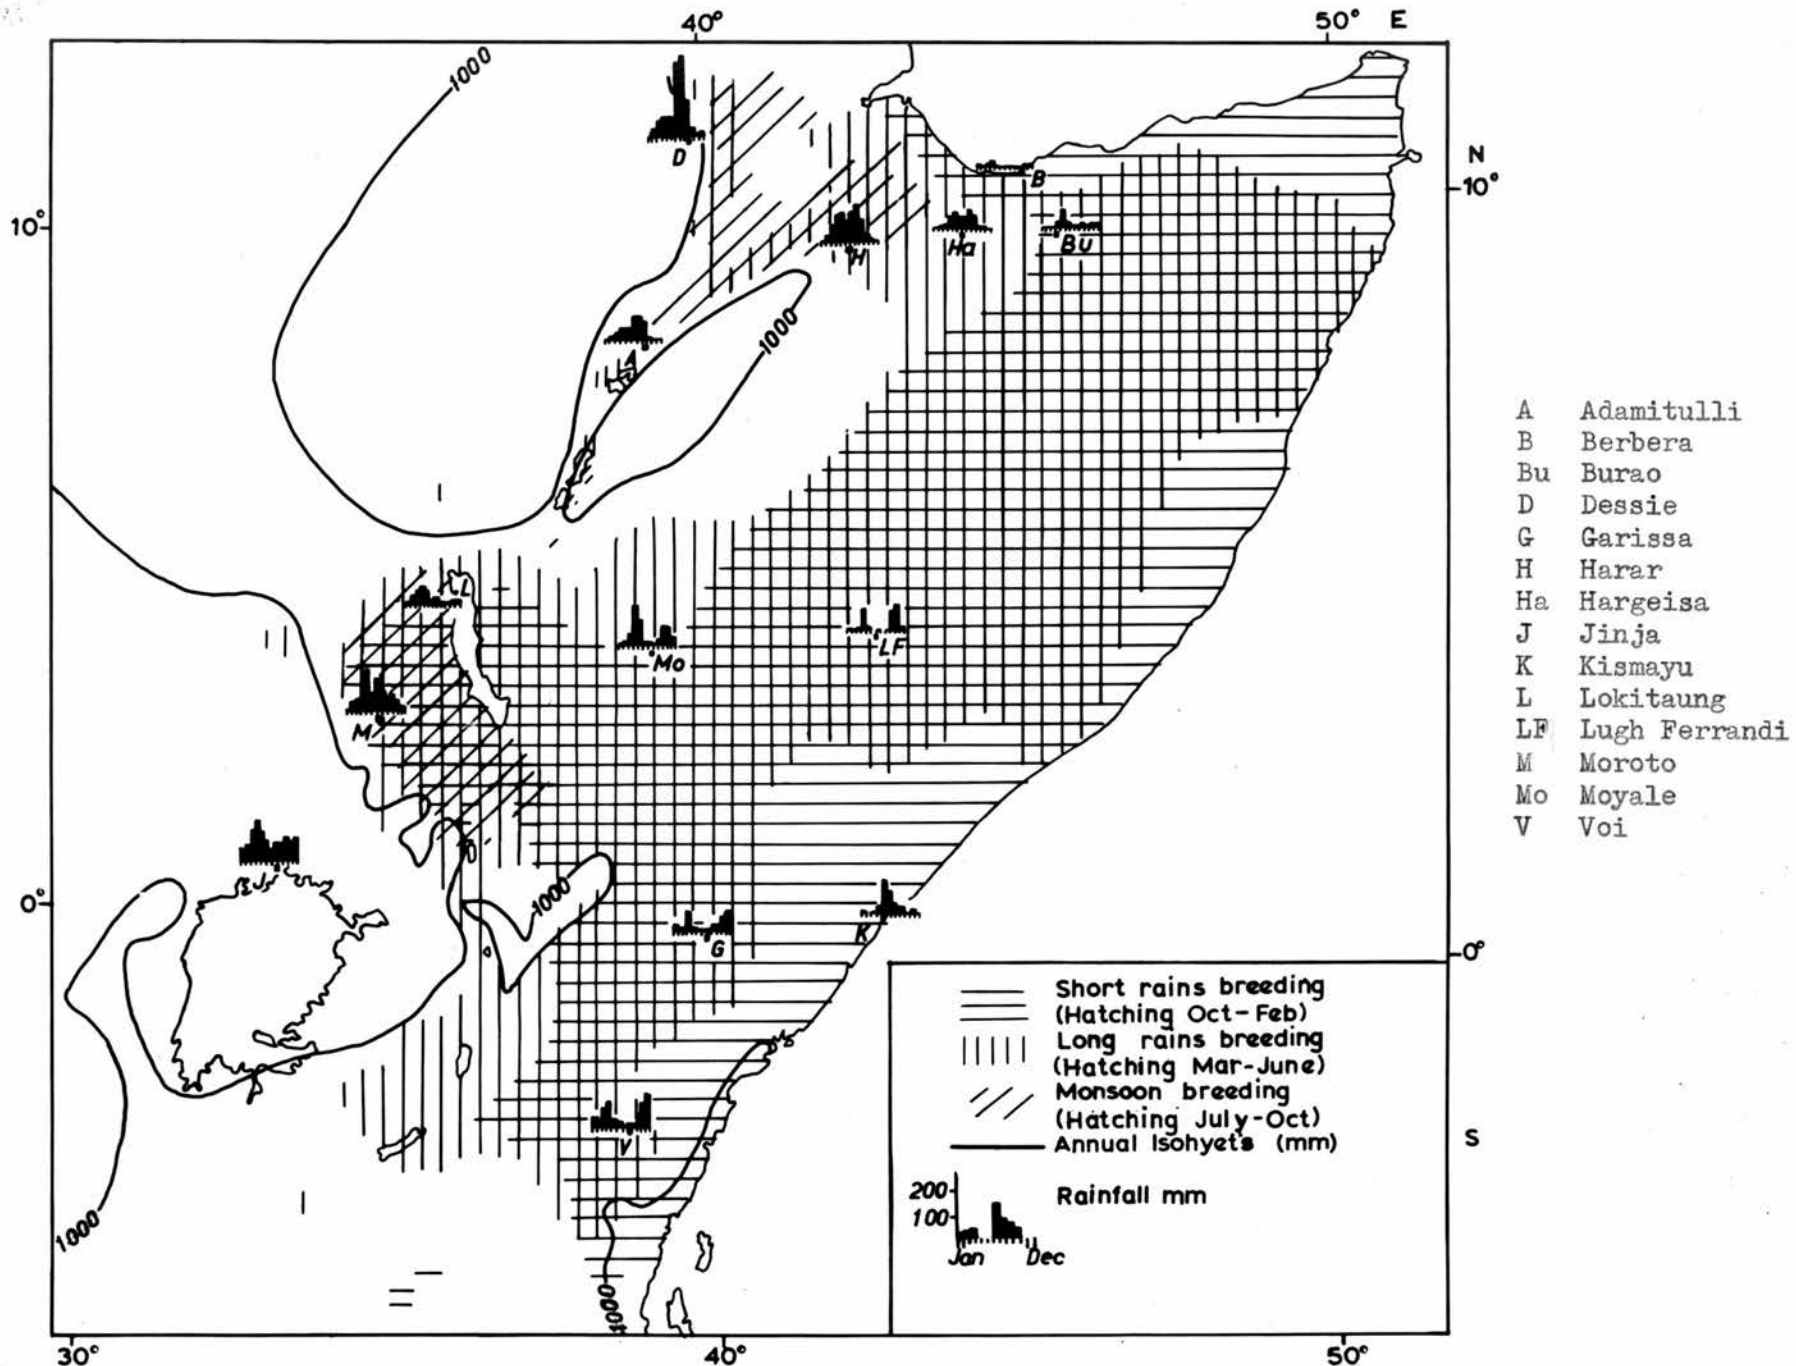 40° 50° E
1000
D
N
B
10° 10°
H Ha Bu
1000
A
L
Mo LF
M
J
1000
0°
G K
0°
V
S
1000
1000
30° 40° 50°
Short rains breeding
(Hatching Oct-Feb)
Long rains breeding
(Hatching Mar-June)
Monsoon breeding
(Hatching July-Oct)
Annual Isohyet's (mm)
200
100
Rainfall mm
Jan Dec
A Adamitulli
B Berbera
Bu Burao
D Dessie
G Garissa
H Harar
Ha Hargeisa
J Jinja
K Kismayu
L Lokitaung
LF Lugh Ferrandi
M Moroto
Mo Moyale
V Voi